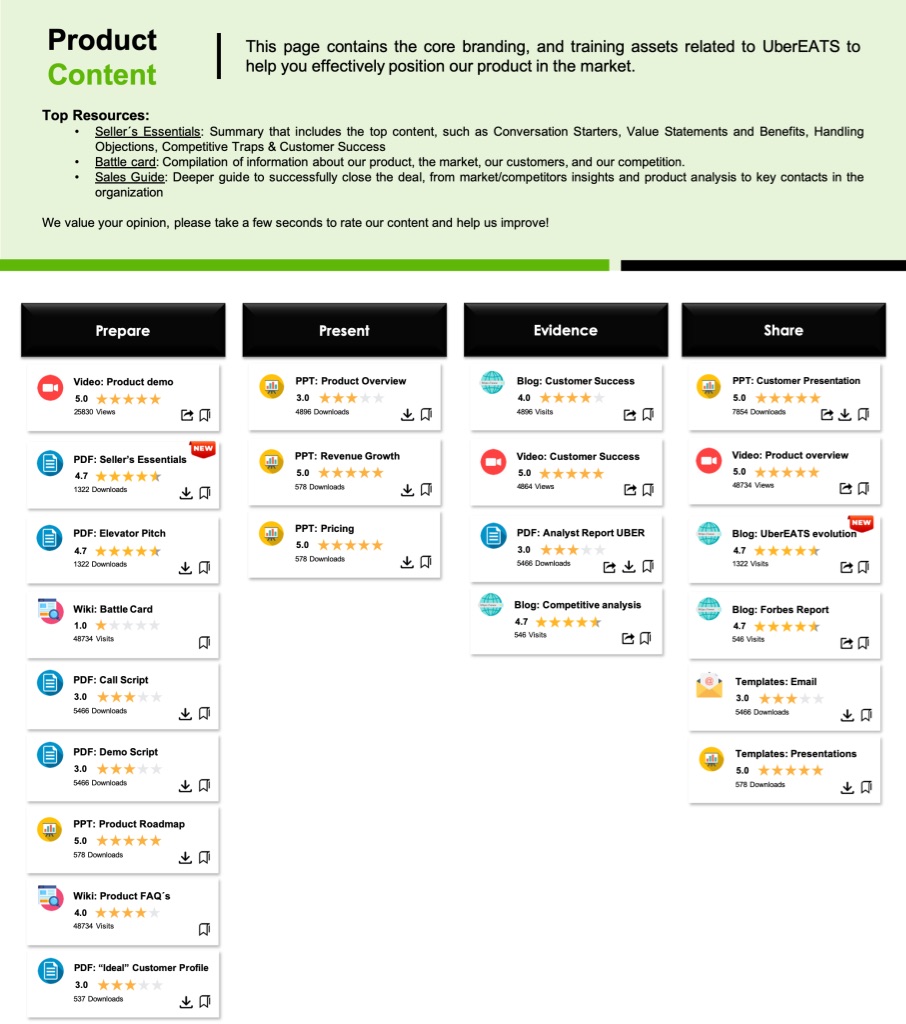 Product
Content
This page contains the core branding, and training assets related to UberEATS to
help you effectively position our product in the market.
Top Resources:
• Seller´s Essentials: Summary that includes the top content, such as Conversation Starters, Value Statements and Benefits, Handling
Objections, Competitive Traps & Customer Success
• Battle card: Compilation of information about our product, the market, our customers, and our competition.
• Sales Guide: Deeper guide to successfully close the deal, from market/competitors insights and product analysis to key contacts in the
organization
We value your opinion, please take a few seconds to rate our content and help us improve!
Prepare
Video: Product demo
5.0
25830 Views
NEW
PDF: Seller's Essentials
4.7
1322 Downloads
PDF: Elevator Pitch
4.7
1322 Downloads
Wiki: Battle Card
1.0
48734 Visits
PDF: Call Script
3.0
5466 Downloads
PDF: Demo Script
3.0
5466 Downloads
PPT: Product Roadmap
5.0
578 Downloads
Wiki: Product FAQ´s
4.0
48734 Visits
PDF: “Ideal” Customer Profile
3.0
537 Downloads
Present
PPT: Product Overview
3.0
4896 Downloads
PPT: Revenue Growth
5.0
578 Downloads
PPT: Pricing
5.0
578 Downloads
Evidence
Blog: Customer Success
4.0
4896 Visits
Video: Customer Success
5.0
4864 Views
PDF: Analyst Report UBER
3.0
5466 Downloads
Blog: Competitive analysis
4.7
546 Visits
Share
PPT: Customer Presentation
5.0
7854 Downloads
Video: Product overview
5.0
48734 Views
NEW
Blog: UberEATS evolution
4.7
1322 Visits
Blog: Forbes Report
4.7
546 Visits
Templates: Email
3.0
5466 Downloads
Templates: Presentations
5.0
578 Downloads